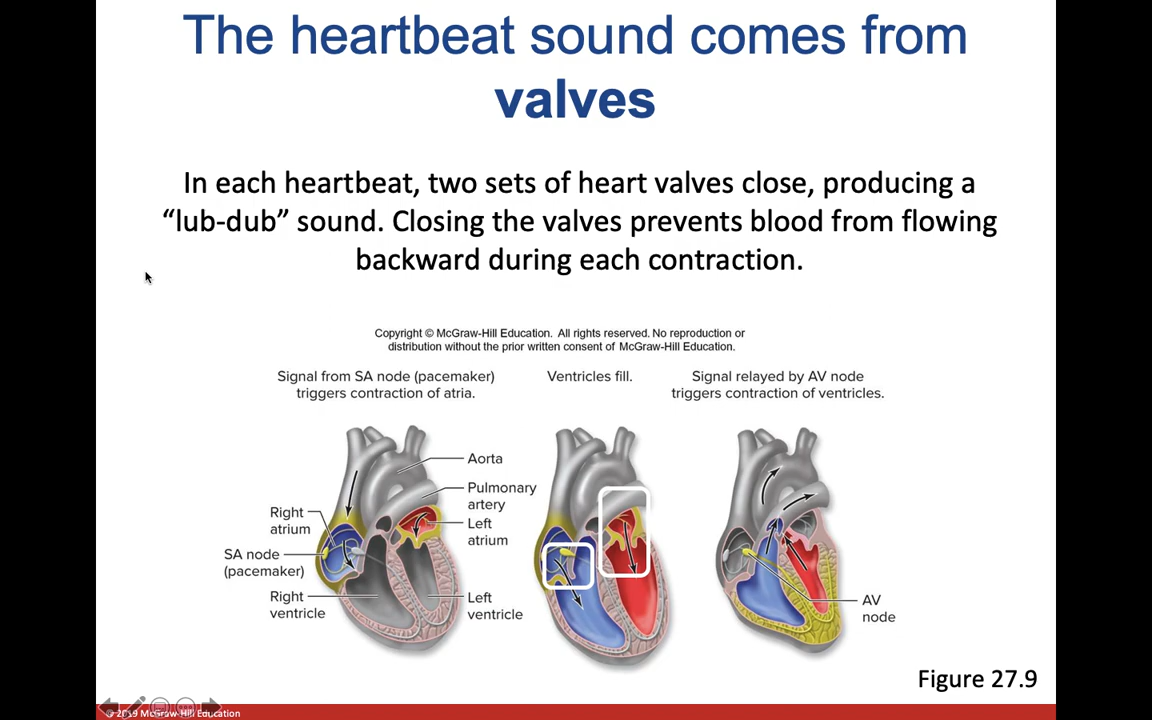 The heartbeat sound comes from
valves
In each heartbeat, two sets of heart valves close, producing a
“lub-dub” sound. Closing the valves prevents blood from flowing
backward during each contraction.
Copyright © McGraw-Hill Education. All rights reserved. No reproduction or
distribution without the prior written consent of McGraw-Hill Education.
Signal from SA node (pacemaker)
triggers contraction of atria.
Ventricles fill.
Signal relayed by AV node
triggers contraction of ventricles.
Aorta
Pulmonary
artery
Right
atrium
Left
atrium
SA node
(pacemaker)
Right
ventricle
Left
ventricle
AV
node
Figure 27.9
© 2019 McGraw-Hill Education